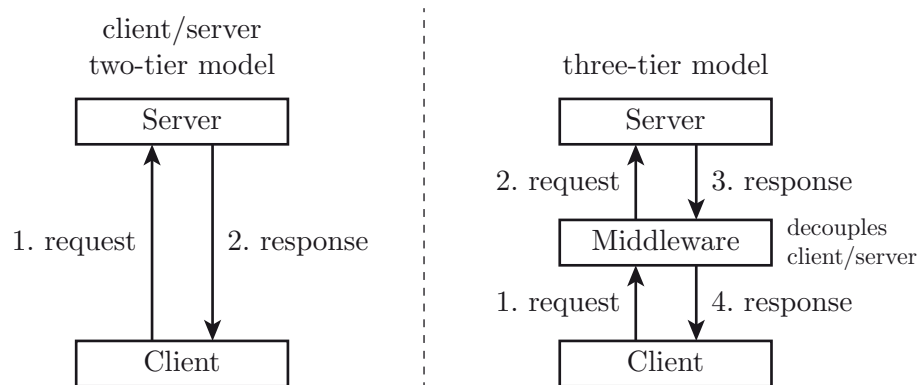 client/server
two-tier model
Server
1. request
2. response
Client
three-tier model
Server
2. request
3. response
Middleware
decouples
client/server
1. request
4. response
Client